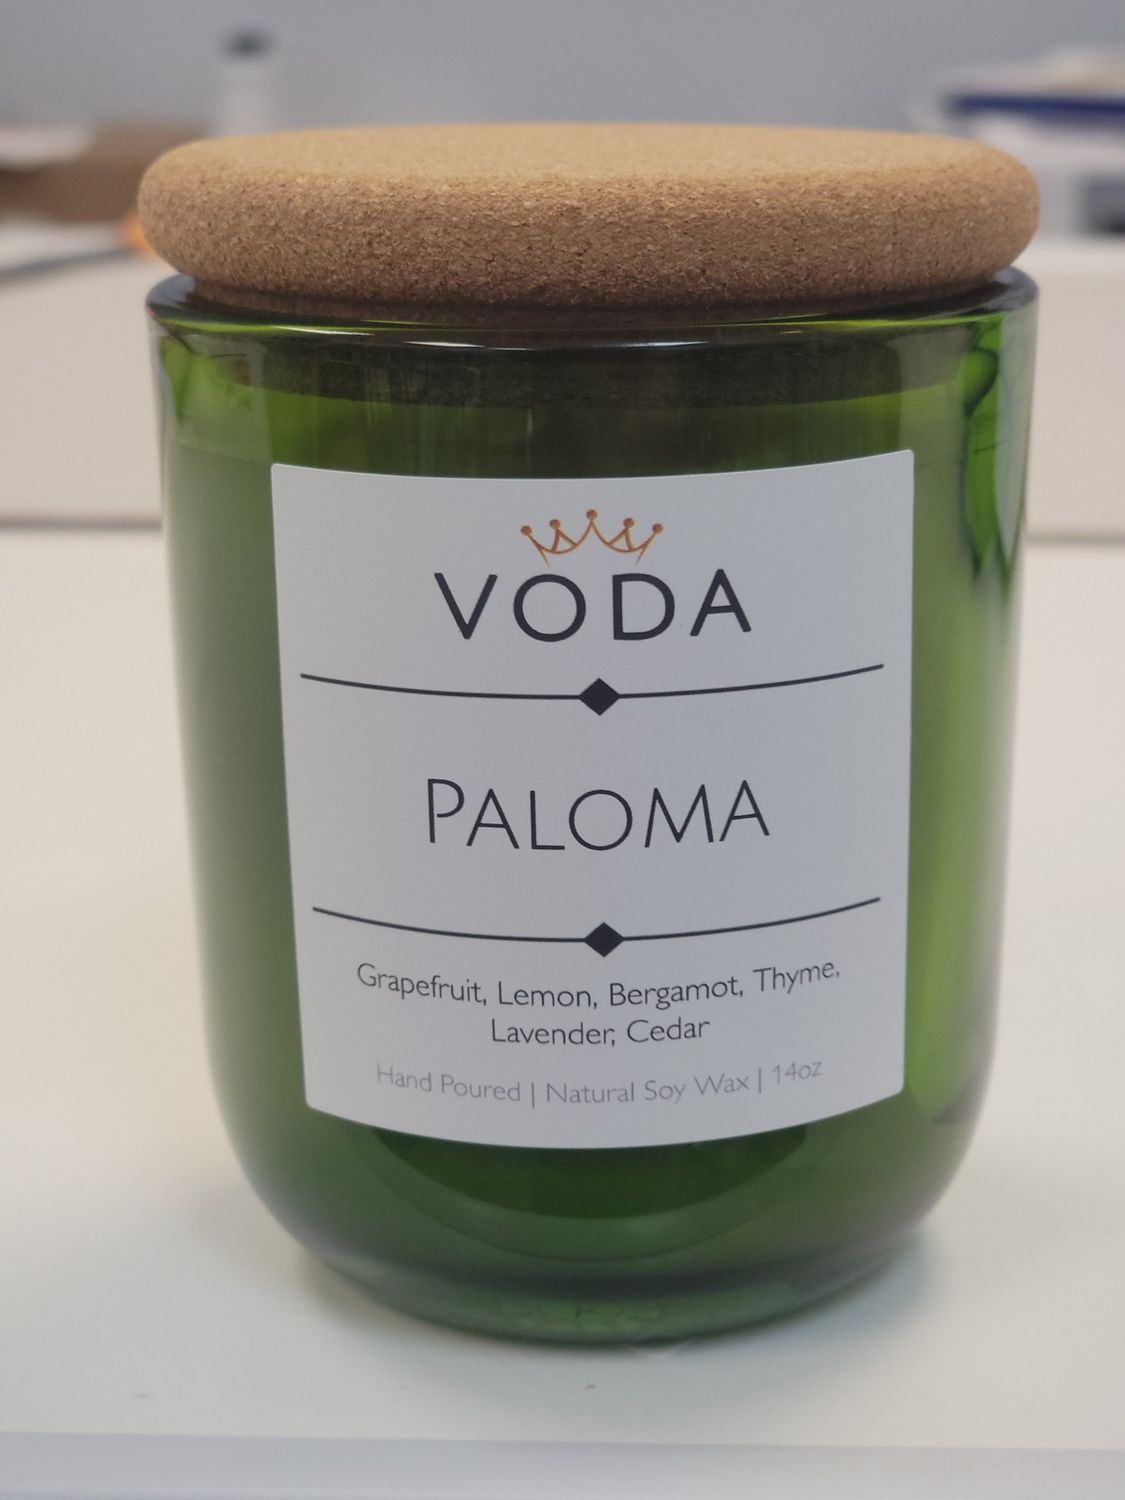 VODA
PALOMA
Grapefruit, Lemon, Bergamot, Thyme,
Lavender, Cedar
Hand Poured | Natural Soy Wax | 14oz